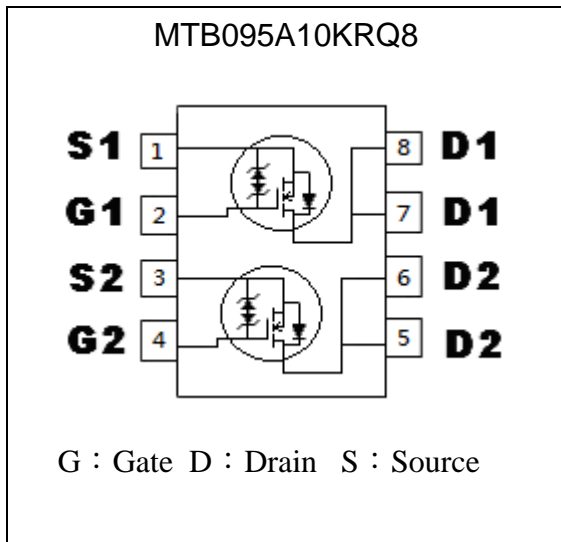 MTB095A10KRQ8
S1 1 8 D1
G1 2 7 D1
S2 3 6 D2
G2 4 5 D2
G：Gate D：Drain S：Source